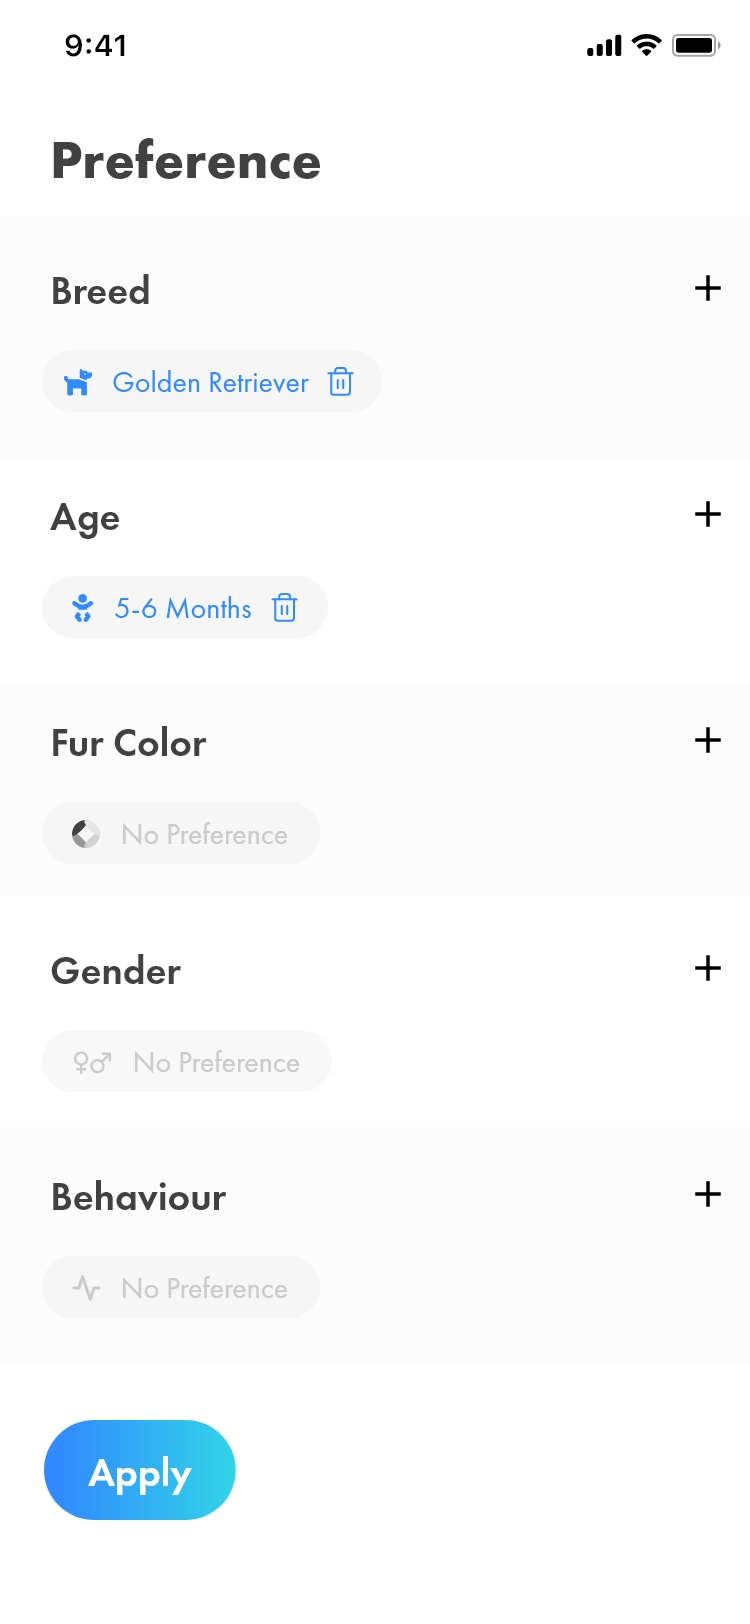 9:41
Preference
Breed
Golden Retriever
Age
5-6 Months
Fur Color
No Preference
Gender
No Preference
Behaviour
No Preference
Apply